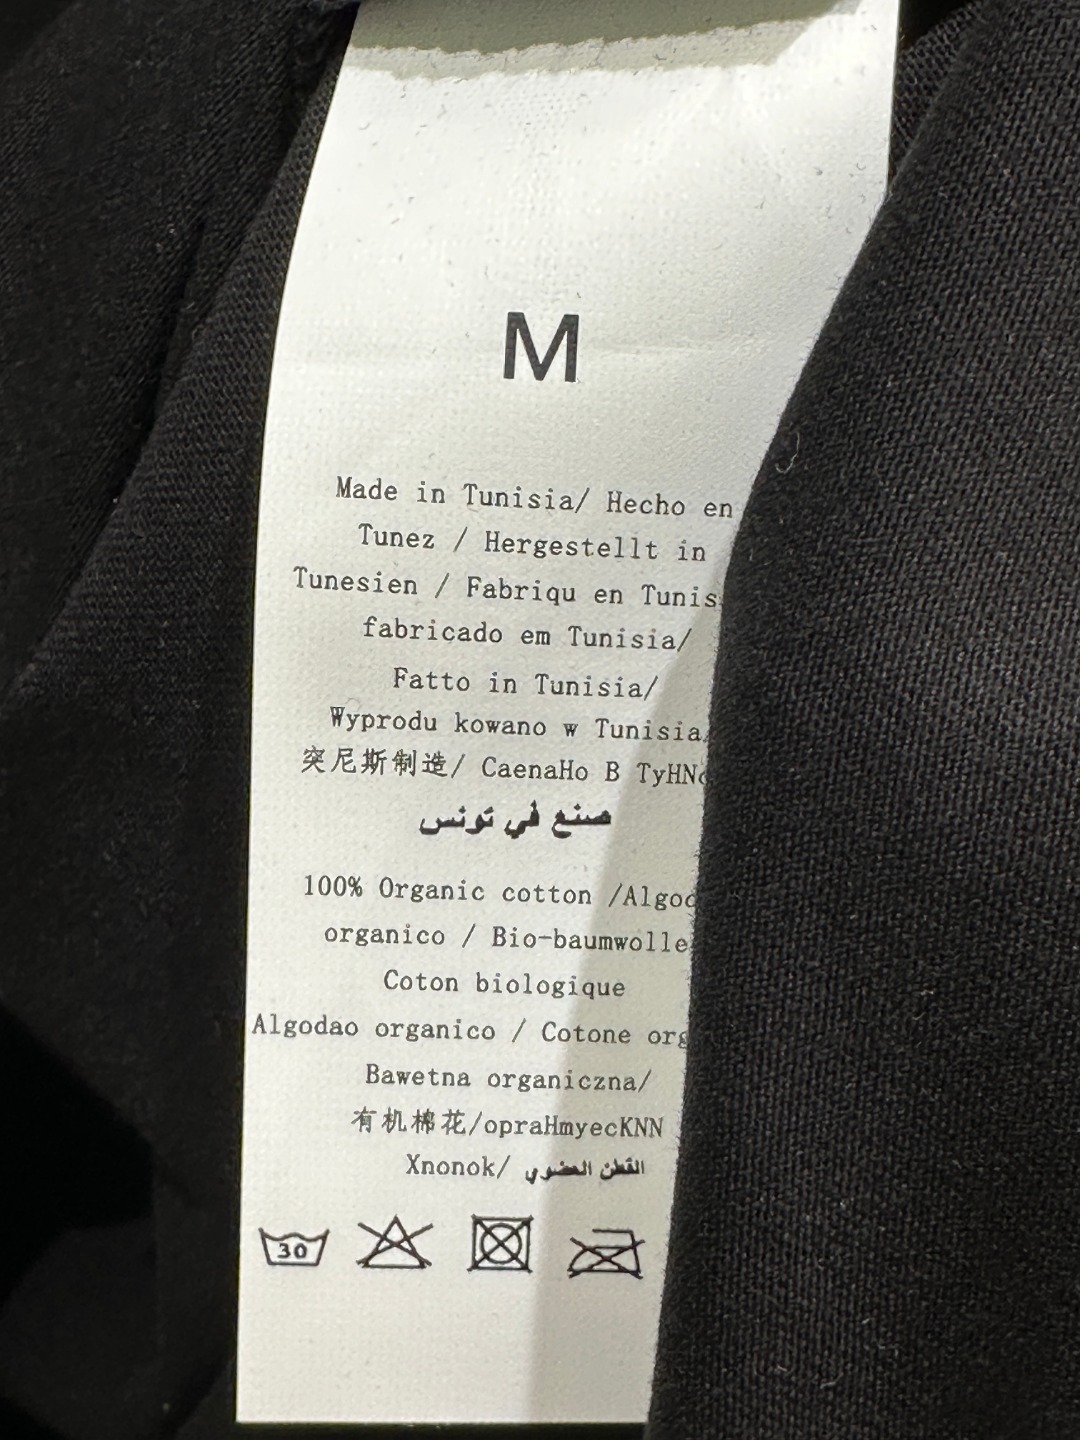 M
Made in Tunisia/ Hecho en
Tunez / Hergestellt in
Tunesien / Fabriqu en Tunis
fabricado em Tunisia/
Fatto in Tunisia/
Wyprodu kowano w Tunisia
突尼斯制造/ CaenaHo B TyHN
صنع في تونس
100% Organic cotton /Algod
organico / Bio-baumwolle
Coton biologique
Algodao organico / Cotone org
Bawetna organiczna/
有机棉花/opraHmyecKNN
Xnonok/ القطن العضوي
30